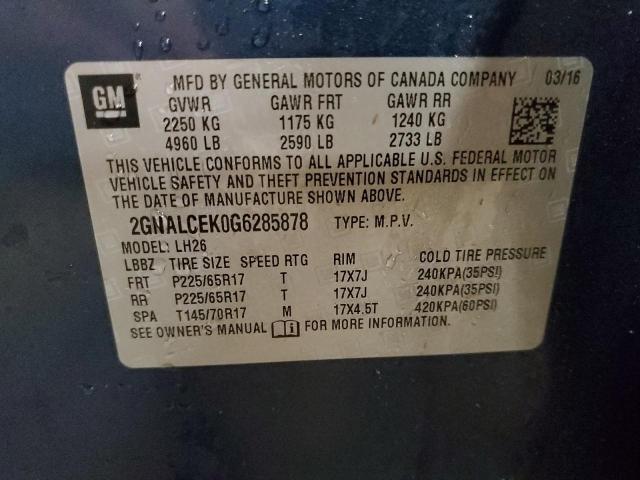 GM MFD BY GENERAL MOTORS OF CANADA COMPANY 03/16
GVWR GAWR FRT GAWR RR
2250 KG 1175 KG 1240 KG
4960 LB 2590 LB 2733 LB
THIS VEHICLE CONFORMS TO ALL APPLICABLE U.S. FEDERAL MOTOR
VEHICLE SAFETY AND THEFT PREVENTION STANDARDS IN EFFECT ON
THE DATE OF MANUFACTURE SHOWN ABOVE.
2GNALCEK0G6285878 TYPE: M.P.V.
MODEL: LH26
LBBZ TIRE SIZE SPEED RTG RIM COLD TIRE PRESSURE
FRT P225/65R17 T 17X7J 240KPA(35PSI)
RR P225/65R17 T 17X7J 240KPA(35PSI)
SPA T145/70R17 M 17X4.5T 420KPA(60PSI)
SEE OWNER'S MANUAL i FOR MORE INFORMATION.